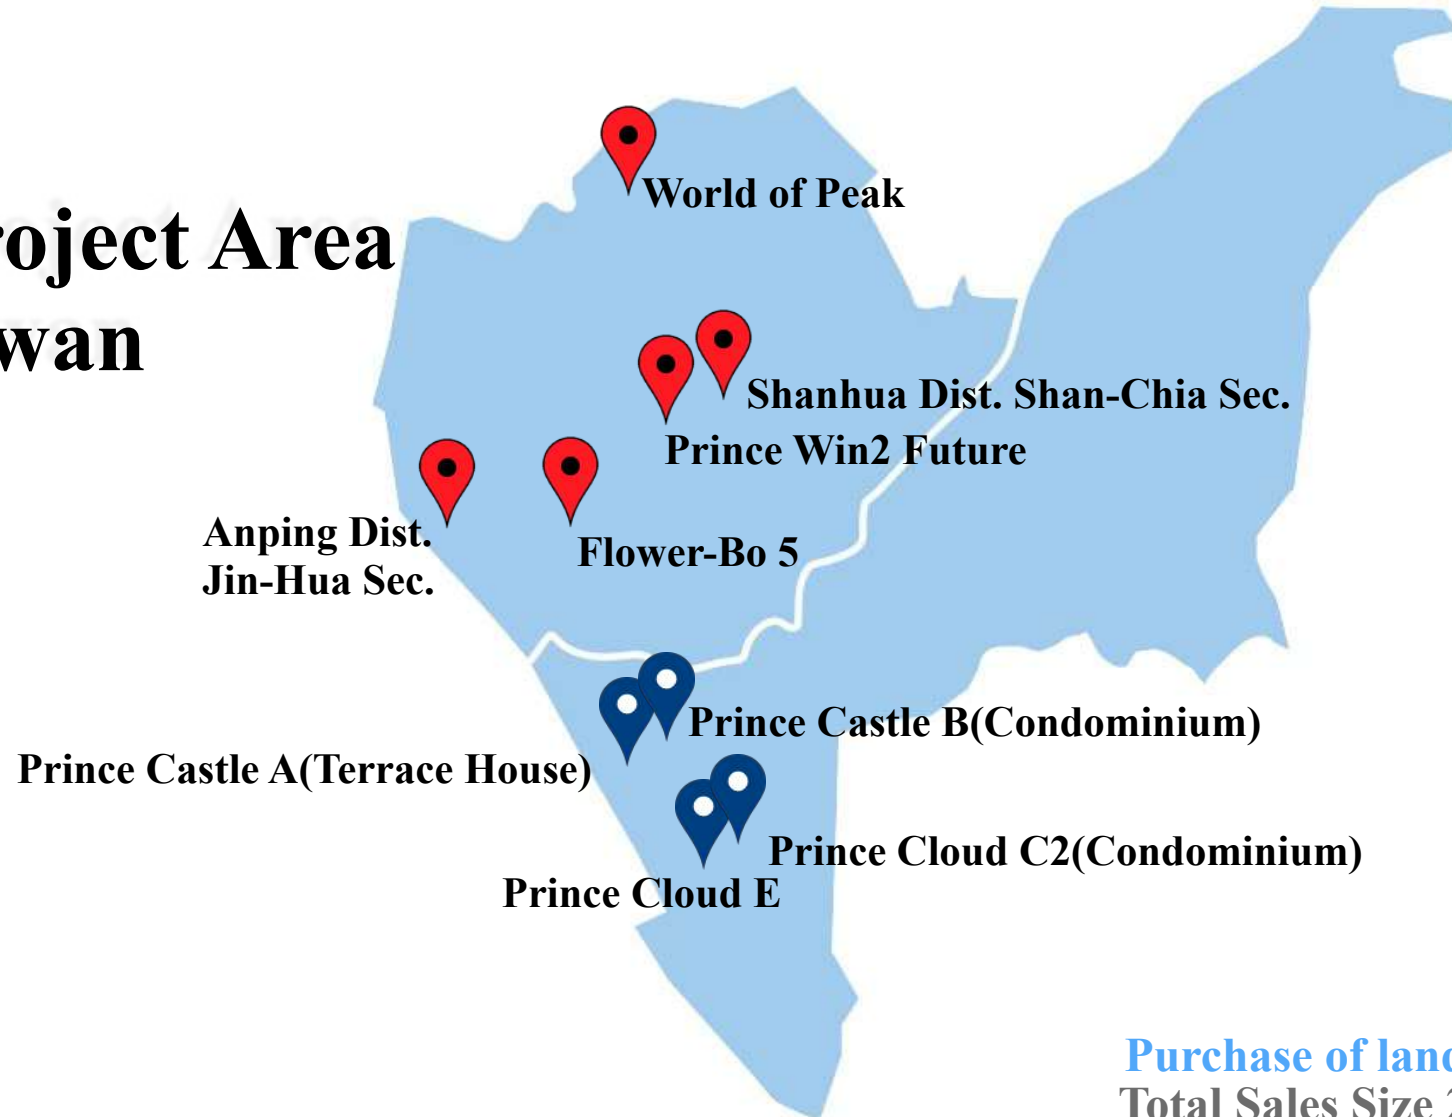 World of Peak
roject Area
wan
Shanhua Dist. Shan-Chia Sec.
Prince Win2 Future
Anping Dist.
Jin-Hua Sec.
Flower-Bo 5
Prince Castle B(Condominium)
Prince Castle A(Terrace House)
Prince Cloud C2(Condominium)
Prince Cloud E
Purchase of land
Total Sales Size